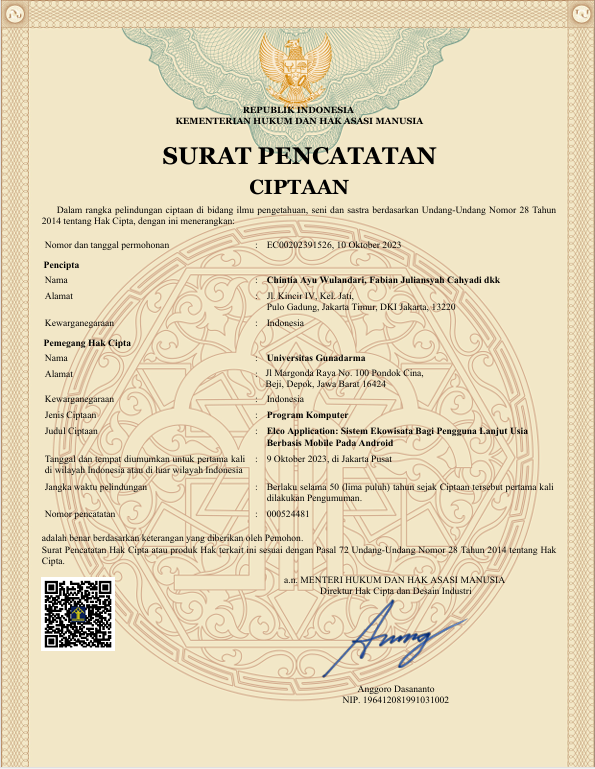 REPUBLIK INDONESIA
KEMENTERIAN HUKUM DAN HAK ASASI MANUSIA
SURAT PENCATATAN
CIPTAAN
Dalam rangka pelindungan ciptaan di bidang ilmu pengetahuan, seni dan sastra berdasarkan Undang-Undang Nomor 28 Tahun
2014 tentang Hak Cipta, dengan ini menerangkan:
Nomor dan tanggal permohonan : EC00202391526, 10 Oktober 2023
Pencipta
Nama : Chintia Ayu Wulandari, Fabian Juliansyah Cahyadi dkk
Alamat : Jl. Kincir IV, Kel. Jati,
Pulo Gadung, Jakarta Timur, DKI Jakarta, 13220
Kewarganegaraan : Indonesia
Pemegang Hak Cipta
Nama : Universitas Gunadarma
Alamat : Jl Margonda Raya No. 100 Pondok Cina,
Beji, Depok, Jawa Barat 16424
Kewarganegaraan : Indonesia
Jenis Ciptaan : Program Komputer
Judul Ciptaan : Elco Application: Sistem Ekowisata Bagi Pengguna Lanjut Usia
Berbasis Mobile Pada Android
Tanggal dan tempat diumumkan untuk pertama kali : 9 Oktober 2023, di Jakarta Pusat
di wilayah Indonesia atau di luar wilayah Indonesia
Jangka waktu pelindungan : Berlaku selama 50 (lima puluh) tahun sejak Ciptaan tersebut pertama kali
dilakukan Pengumuman.
Nomor pencatatan : 000524481
adalah benar berdasarkan keterangan yang diberikan oleh Pemohon.
Surat Pencatatan Hak Cipta atau produk Hak terkait ini sesuai dengan Pasal 72 Undang-Undang Nomor 28 Tahun 2014 tentang Hak
Cipta.
a.n. MENTERI HUKUM DAN HAK ASASI MANUSIA
Direktur Hak Cipta dan Desain Industri
Anggoro Dasananto
NIP. 196412081991031002